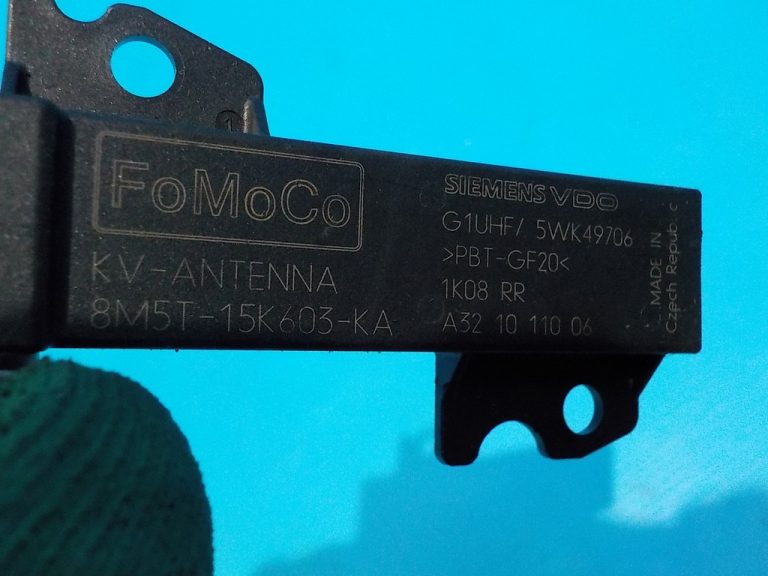 1
FoMoCo
KV-ANTENNA
8M5T-15K603-KA
SIEMENS VDO
G1UHF/ 5WK49706
>PBT-GF20<
1K08 RR
A32 10 110 06
MADE IN
Czech Republic